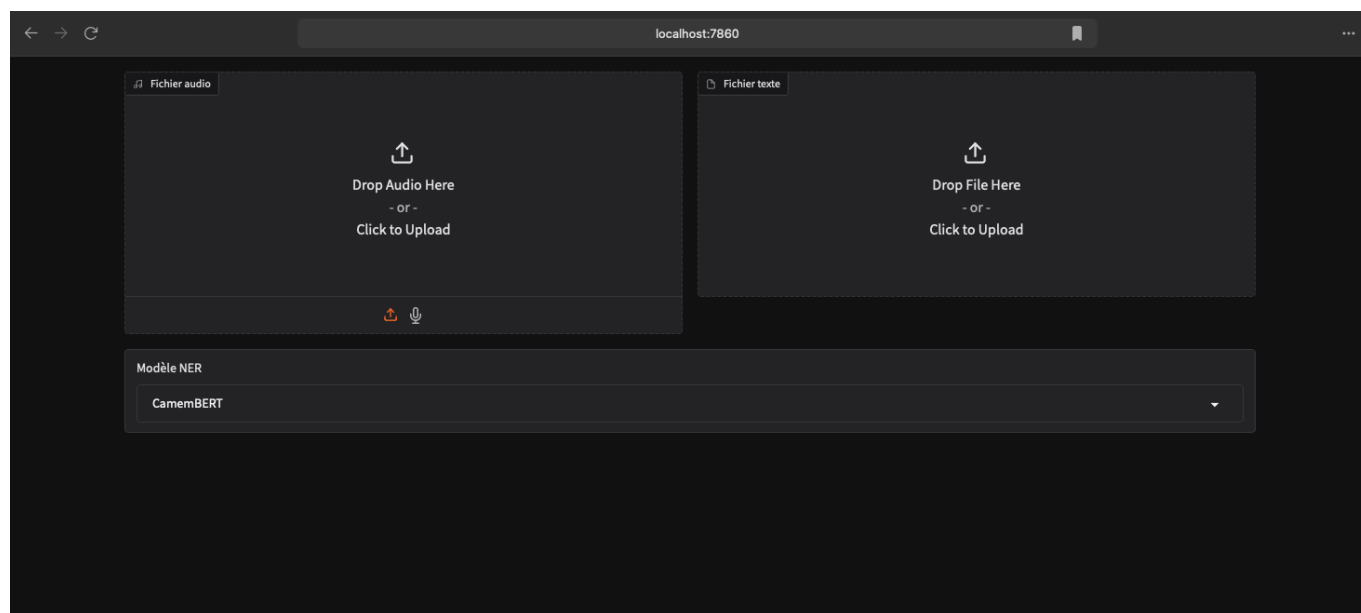 localhost:7860
Fichier audio
Drop Audio Here
- or -
Click to Upload
Fichier texte
Drop File Here
- or -
Click to Upload
Modèle NER
CamemBERT